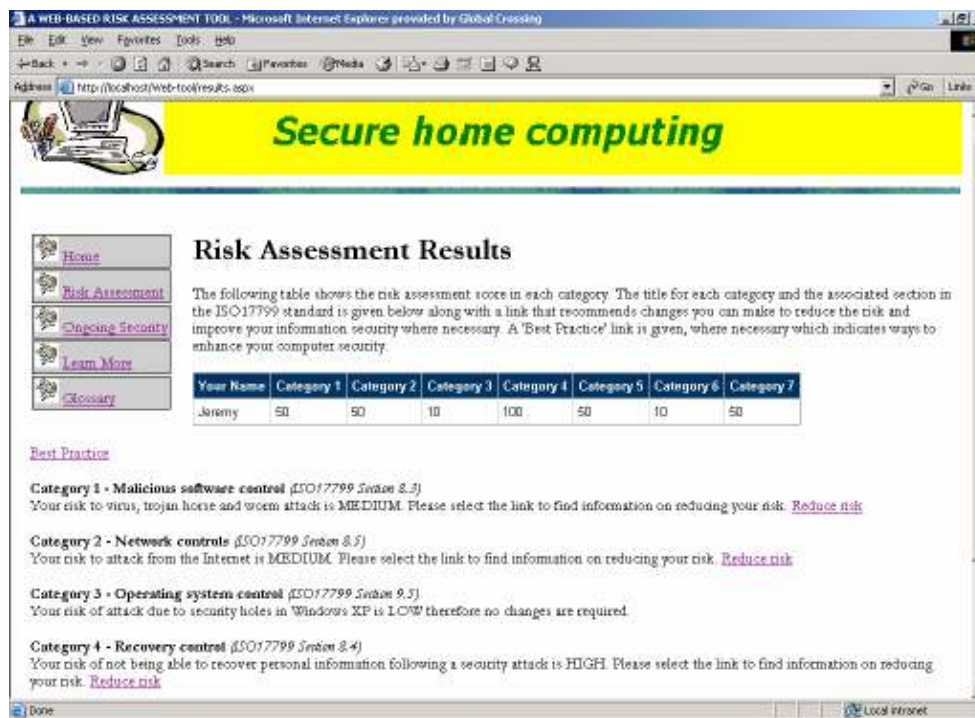 A WEB-BASED RISK ASSESSMENT TOOL - Microsoft Internet Explorer provided by Global Crossing
File Edit View Favorites Tools Help
Back Search Favorites Media
Address http://localhost/Web-tool/results.aspx Go Links
Secure home computing
Home
Risk Assessment
Ongoing Security
Learn More
Glossary
Risk Assessment Results
The following table shows the risk assessment score in each category. The title for each category and the associated section in
the ISO17799 standard is given below along with a link that recommends changes you can make to reduce the risk and
improve your information security where necessary. A 'Best Practice' link is given, where necessary which indicates ways to
enhance your computer security.
Your Name Category 1 Category 2 Category 3 Category 4 Category 5 Category 6 Category 7
Jeremy 50 50 10 100 50 10 50
Best Practice
Category 1 - Malicious software control (ISO17799 Section 8.3)
Your risk to virus, trojan horse and worm attack is MEDIUM. Please select the link to find information on reducing your risk. Reduce risk
Category 2 - Network controls (ISO17799 Section 8.5)
Your risk to attack from the Internet is MEDIUM. Please select the link to find information on reducing your risk. Reduce risk
Category 3 - Operating system control (ISO17799 Section 9.5)
Your risk of attack due to security holes in Windows XP is LOW therefore no changes are required.
Category 4 - Recovery control (ISO17799 Section 8.4)
Your risk of not being able to recover personal information following a security attack is HIGH. Please select the link to find information on reducing
your risk. Reduce risk
Done Local intranet